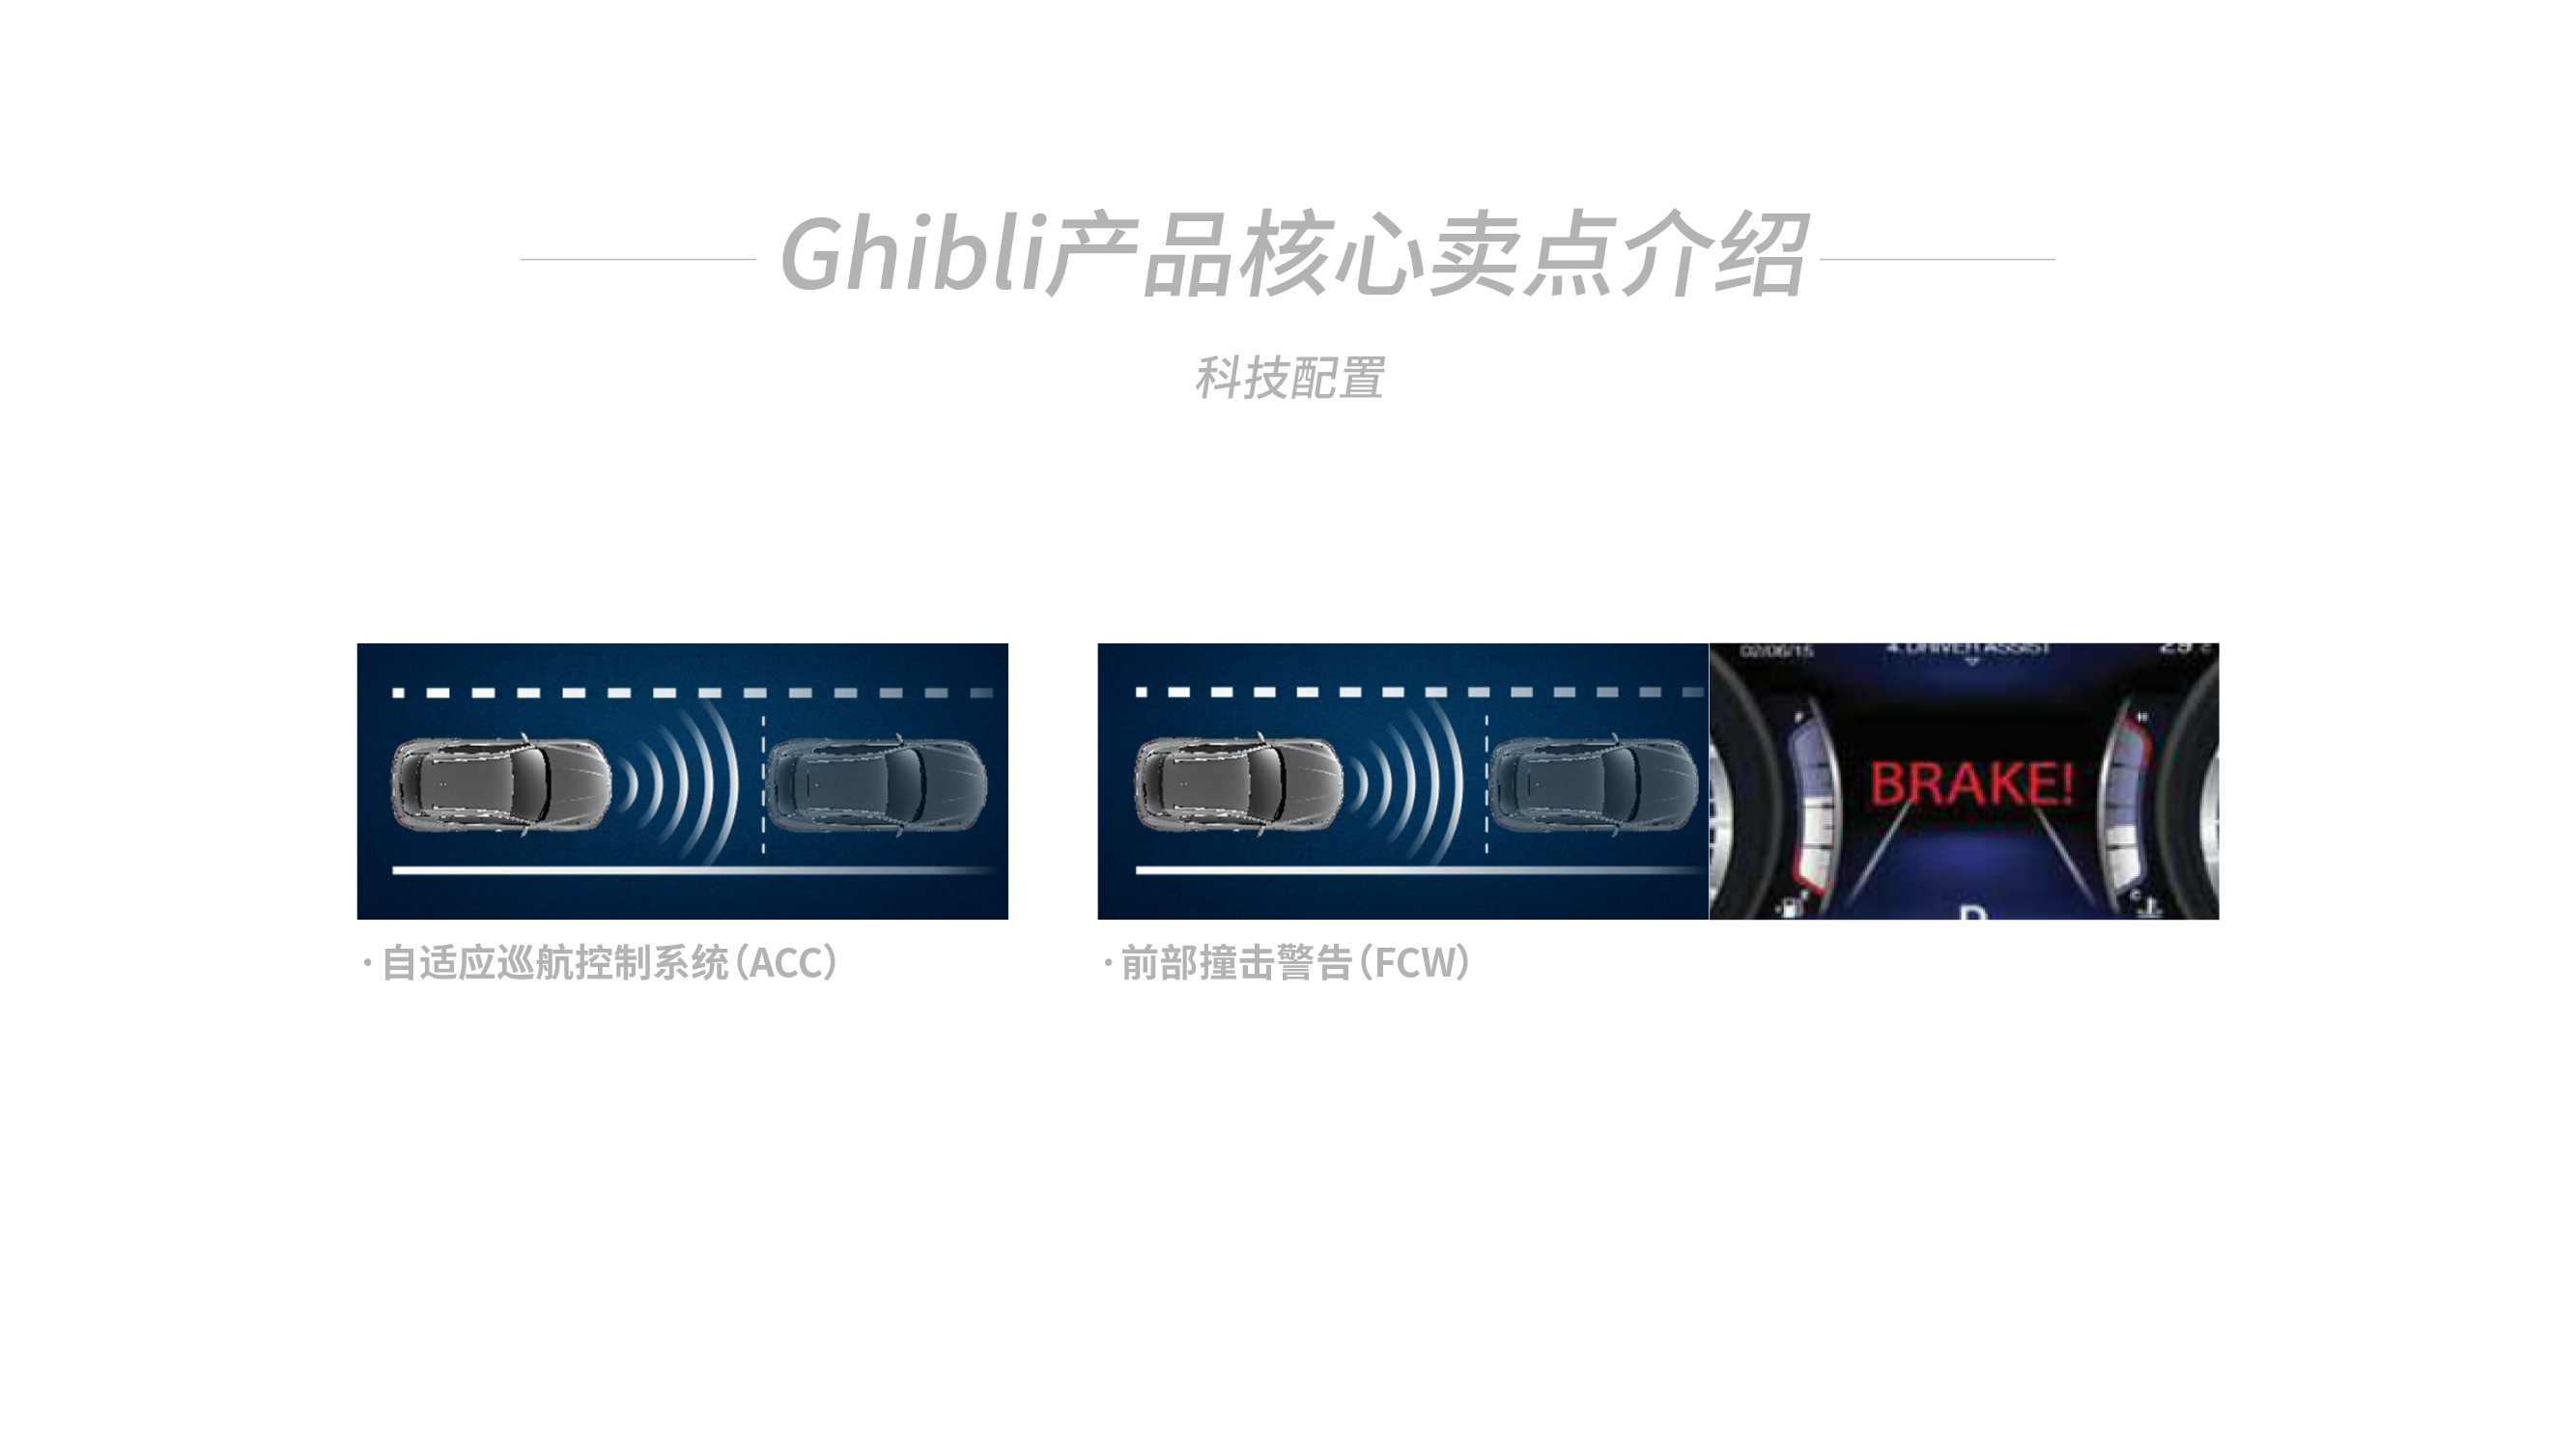 Ghibli产品核心卖点介绍
科技配置
02/06/15
4.DRIVER ASSIST
BRAKE!
· 自适应巡航控制系统(ACC)
· 前部撞击警告(FCW)